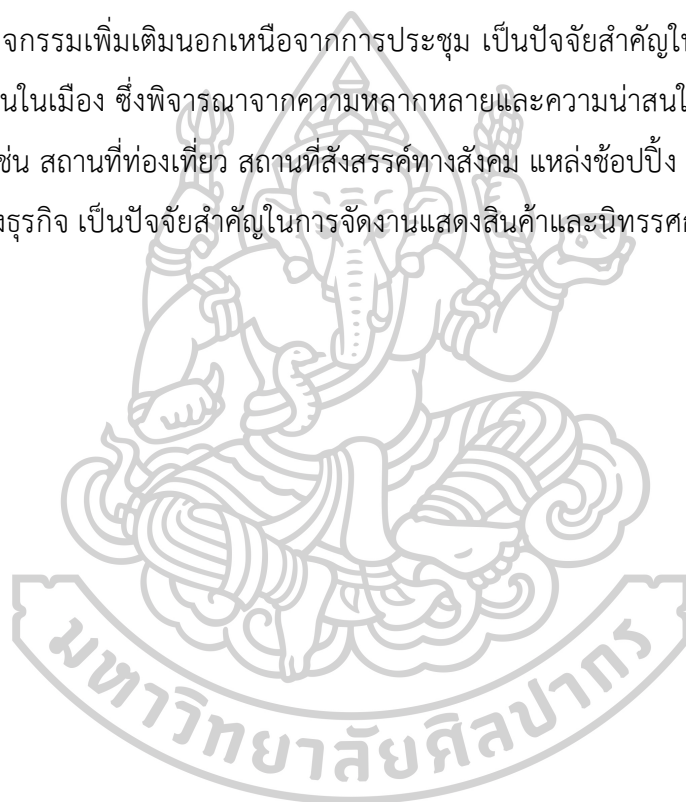 จกรรมเพิ่มเติมนอกเหนือจากการประชุม เป็นปัจจัยสำคัญใ
นในเมือง ซึ่งพิจารณาจากความหลากหลายและความน่าสนใ
ช่น สถานที่ท่องเที่ยว สถานที่สังสรรค์ทางสังคม แหล่งช้อปปิ้ง
งธุรกิจ เป็นปัจจัยสำคัญในการจัดงานแสดงสินค้าและนิทรรศ
มหาวิทยาลัยศิลปากร